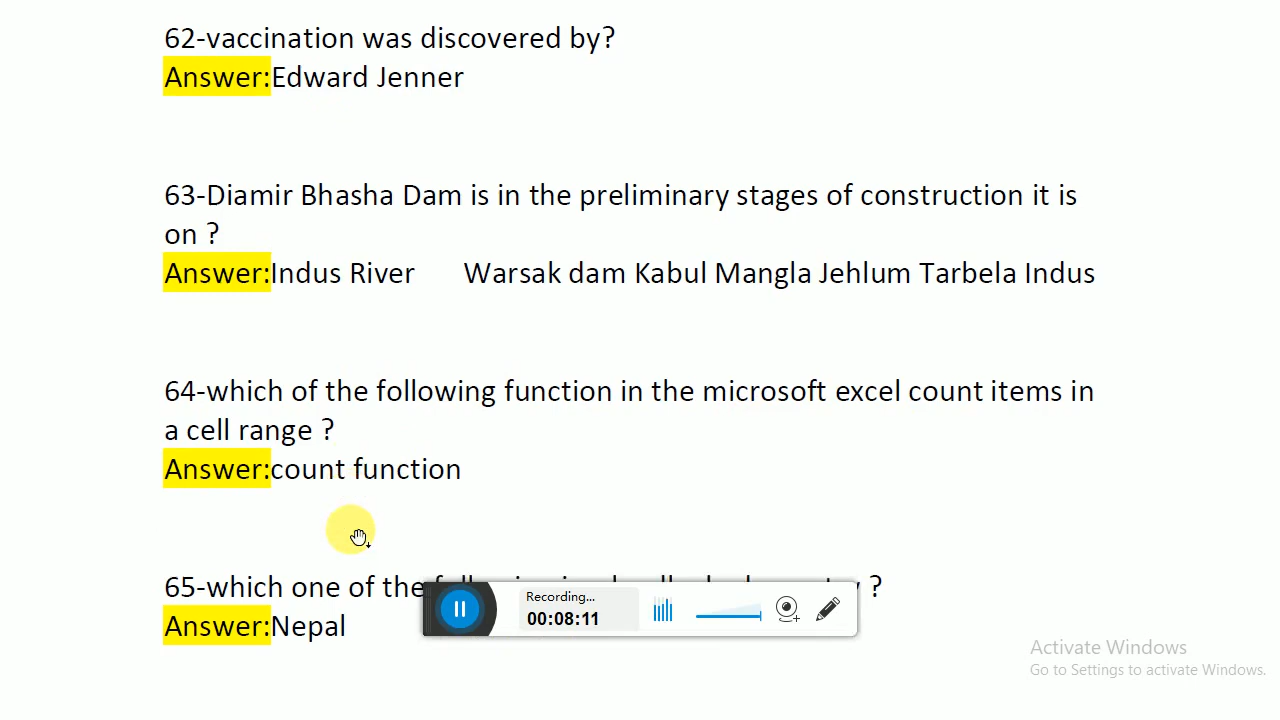 62-vaccination was discovered by?
Answer:Edward Jenner
63-Diamir Bhasha Dam is in the preliminary stages of construction it is
on ?
Answer:Indus River Warsak dam Kabul Mangla Jehlum Tarbela Indus
64-which of the following function in the microsoft excel count items in
a cell range ?
Answer:count function
65-which one of the ?
Recording...
00:08:11
Answer:Nepal
Activate Windows
Go to Settings to activate Windows.